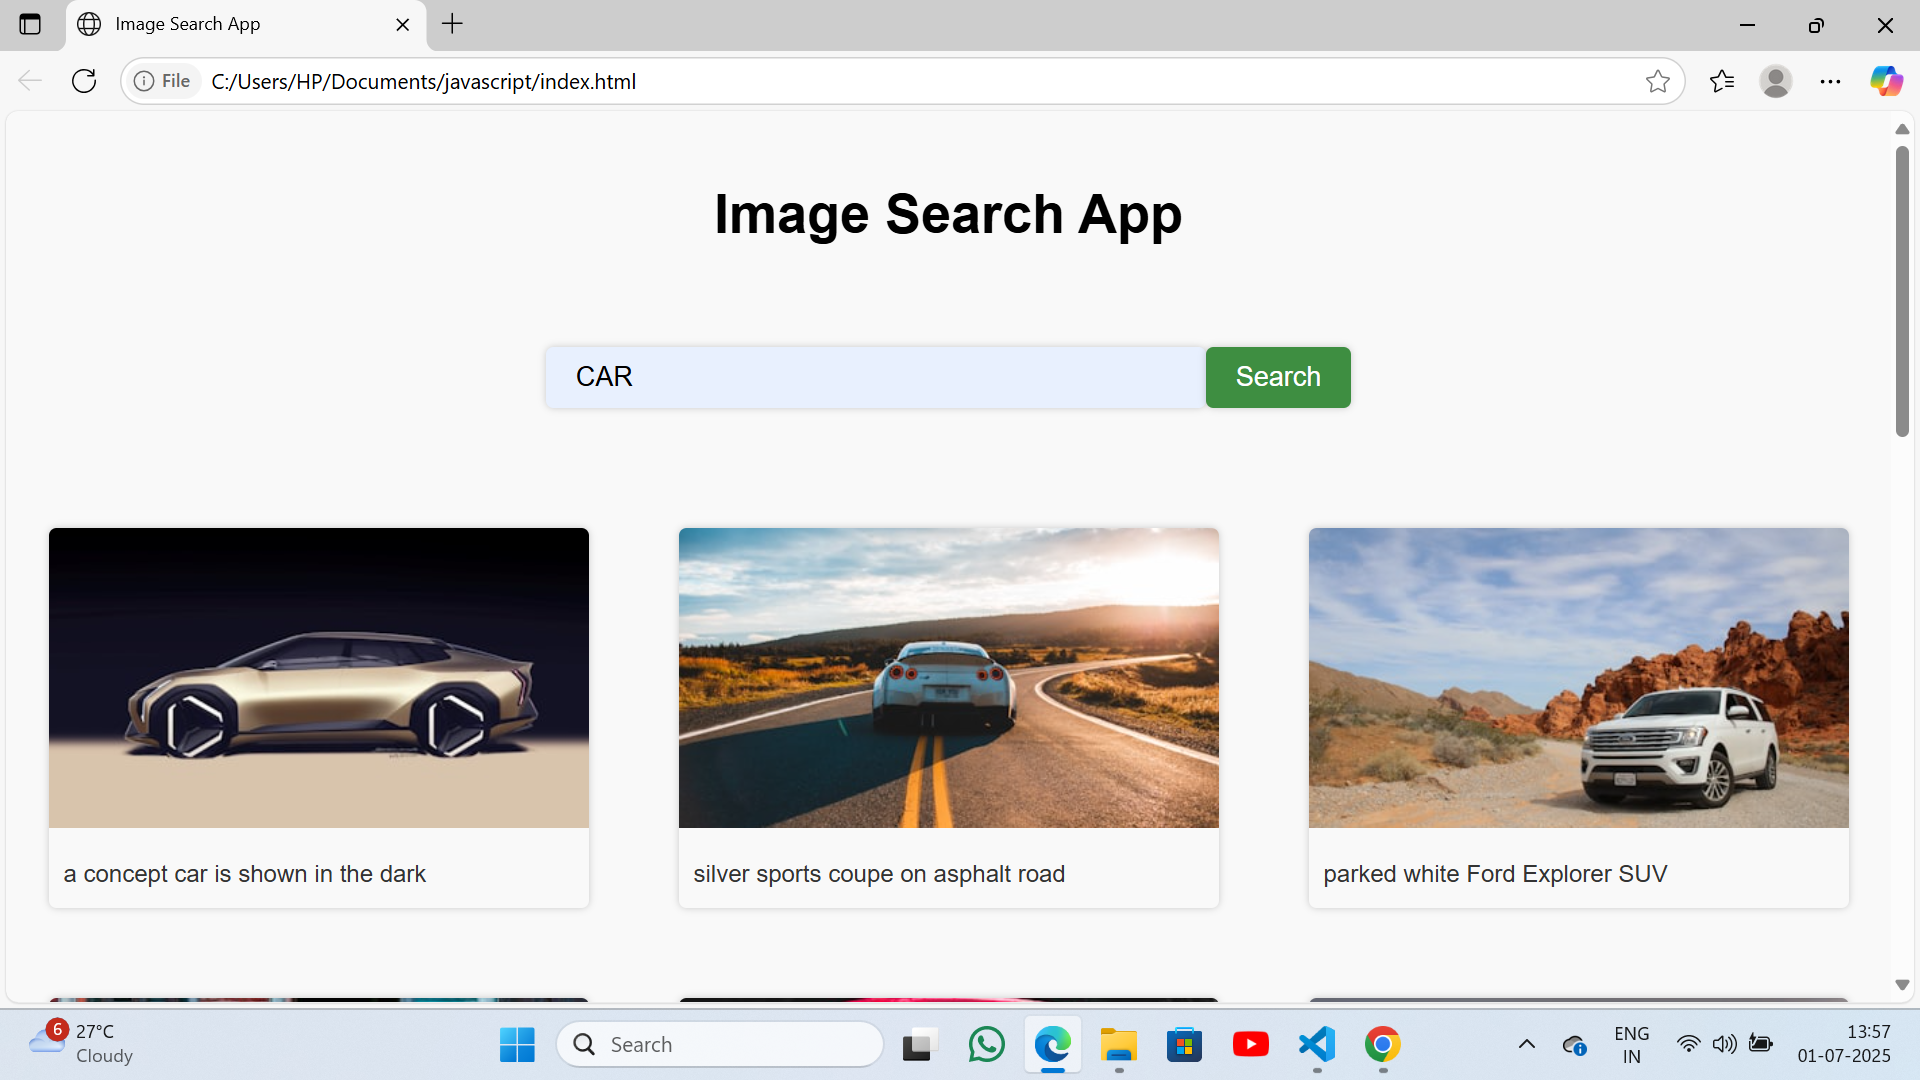 Image Search App
File C:/Users/HP/Documents/javascript/index.html
Image Search App
CAR Search
a concept car is shown in the dark
silver sports coupe on asphalt road
parked white Ford Explorer SUV
6 27°C
Cloudy
Search
ENG
IN
13:57
01-07-2025